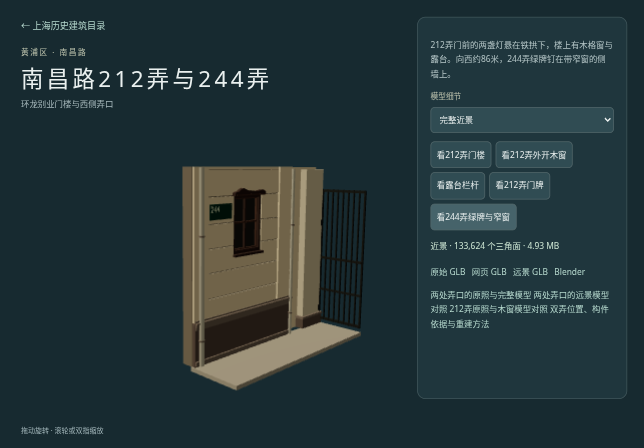 ← 上海历史建筑目录
黄浦区 · 南昌路
南昌路212弄与244弄
环龙别业门楼与西侧弄口
244
拖动旋转 · 滚轮或双指缩放
212弄门前的两盏灯悬在铁拱下，楼上有木格窗与
露台。向西约86米，244弄绿牌钉在带窄窗的侧
墙上。
模型细节
完整近景
看212弄门楼 看212弄外开木窗
看露台栏杆 看212弄门牌
看244弄绿牌与窄窗
近景 · 133,624 个三角面 · 4.93 MB
原始 GLB 网页 GLB 远景 GLB Blender
两处弄口的原照与完整模型 两处弄口的远景模型
对照 212弄原照与木窗模型对照 双弄位置、构件
依据与重建方法